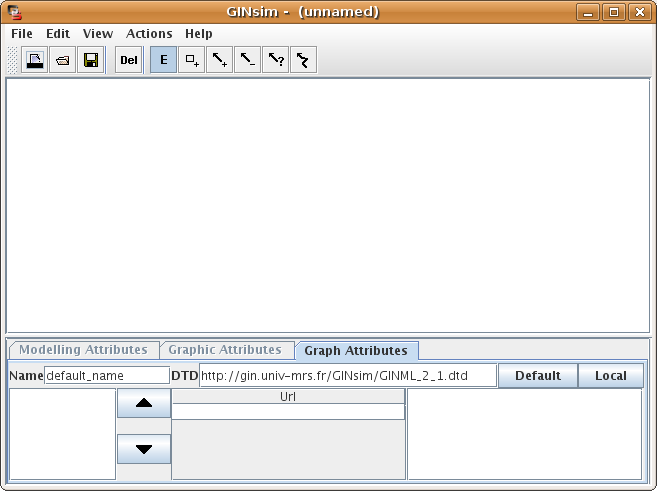 GINsim - (unnamed)
File Edit View Actions Help
Del E + + - ?
Modelling Attributes Graphic Attributes Graph Attributes
Name default_name DTD http://gin.univ-mrs.fr/GINsim/GINML_2_1.dtd Default Local
Url